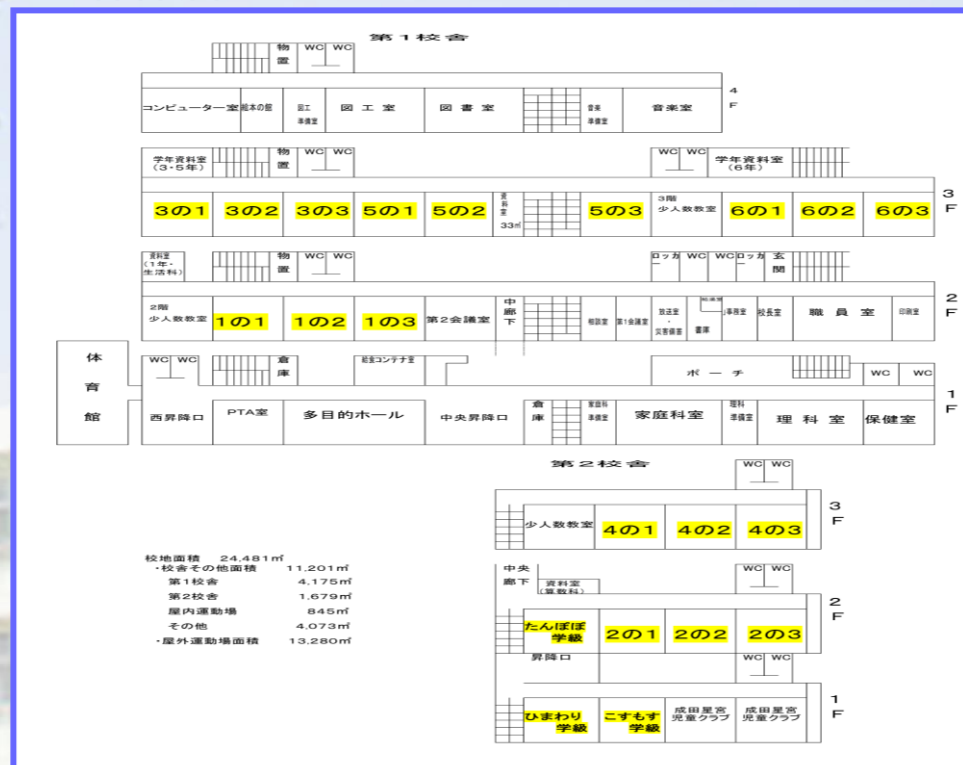 第1校舎
物置
WC WC
4F
コンピューター室
絵本の館
図工準備室
図工室
図書室
音楽準備室
音楽室
学年資料室
(3・5年)
物置
WC WC
WC WC
学年資料室
(6年)
3F
3の1
3の2
3の3
5の1
5の2
資料室
33㎡
5の3
3階
少人数教室
6の1
6の2
6の3
資料室
(1年・
生活科)
物置
WC WC
ロッカー
WC WC
ロッカー
玄関
2F
2階
少人数教室
1の1
1の2
1の3
第2会議室
中廊下
相談室
第1会議室
書庫
事務室
校長室
職員室
印刷室
体育館
WC WC
倉庫
給食コンテナ室
ポーチ
WC
WC
1F
西昇降口
PTA室
多目的ホール
中央昇降口
倉庫
家庭科準備室
家庭科室
理科準備室
理科室
保健室
第2校舎
WC WC
3F
少人数教室
4の1
4の2
4の3
校地面積 24,481㎡
・校舎その他面積 11,201㎡
第1校舎 4,175㎡
第2校舎 1,679㎡
屋内運動場 845㎡
その他 4,073㎡
・屋外運動場面積 13,280㎡
中央
廊下
資料室
(算数科)
WC WC
2F
たんぽぽ
学級
2の1
2の2
2の3
昇降口
WC WC
1F
ひまわり
学級
こすもす
学級
成田星宮
児童クラブ
成田星宮
児童クラブ